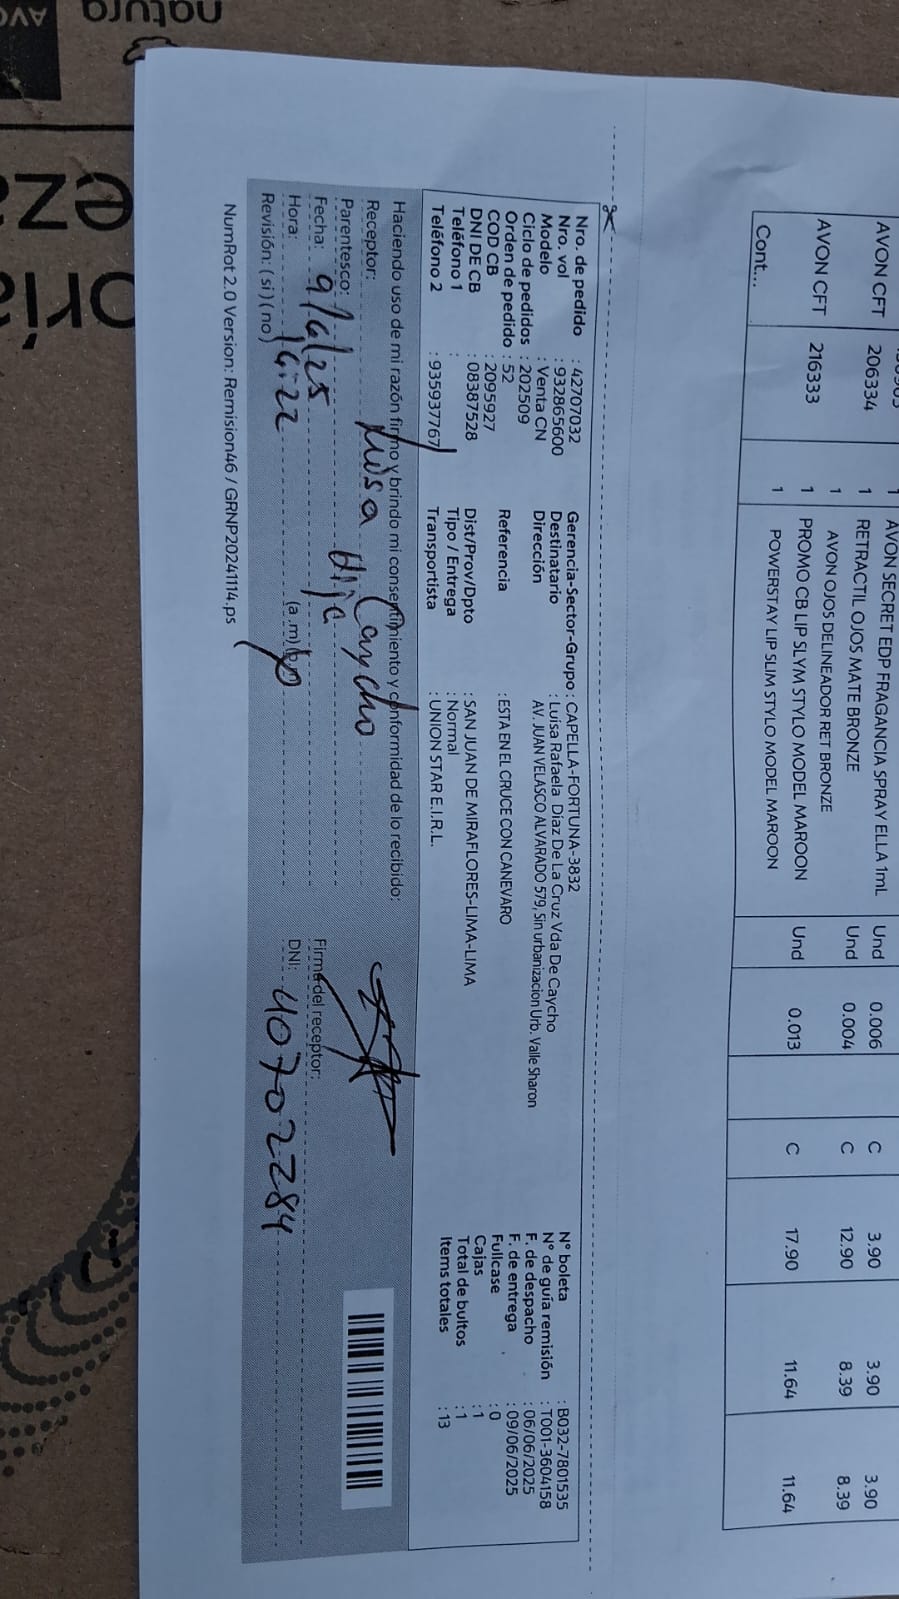 natura
AVO
eza
oria
AVON SECRET EDP FRAGANCIA SPRAY ELLA 1mL Und 0.006 C 3.90 3.90 3.90
AVON CFT 206334 1 RETRACTIL OJOS MATE BRONZE Und 0.004 C 12.90 8.39 8.39
1 AVON OJOS DELINEADOR RET BRONZE
AVON CFT 216333 1 PROMO CB LIP SLYM STYLO MODEL MAROON Und 0.013 C 17.90 11.64 11.64
1 POWERSTAY LIP SLIM STYLO MODEL MAROON
Cont...
Nro. de pedido : 42707032 Gerencia-Sector-Grupo : CAPELLA-FORTUNA-3832 N° boleta : B032-7801535
Nro. vol : 932865600 Destinatario : Luisa Rafaela Diaz De La Cruz Vda De Caycho N° de guía remisión : T001-3604158
Modelo : Venta CN Dirección AV. JUAN VELASCO ALVARADO 579, Sin urbanizacion Urb. Valle Sharon F. de despacho : 06/06/2025
Ciclo de pedidos : 202509 F. de entrega : 09/06/2025
Orden de pedido : 52 Referencia : ESTA EN EL CRUCE CON CANEVARO Fullcase : 0
COD CB : 2095927 Cajas : 1
DNI DE CB : 08387528 Dist/Prov/Dpto : SAN JUAN DE MIRAFLORES-LIMA-LIMA Total de bultos : 1
Teléfono 1 : Tipo / Entrega : Normal Items totales : 13
Teléfono 2 : 935937767 Transportista : UNION STAR E.I.R.L.
Haciendo uso de mi razón firmo y brindo mi consentimiento y conformidad de lo recibido:
Receptor: Luisa Caycho
Parentesco: Hija
Fecha: 9/6/25 Firma del receptor:
Hora: 14:22 (a.m) (p.m) DNI: 40702284
Revisión: (si) (no)
NumRot 2.0 Version: Remision46 / GRNP20241114.ps